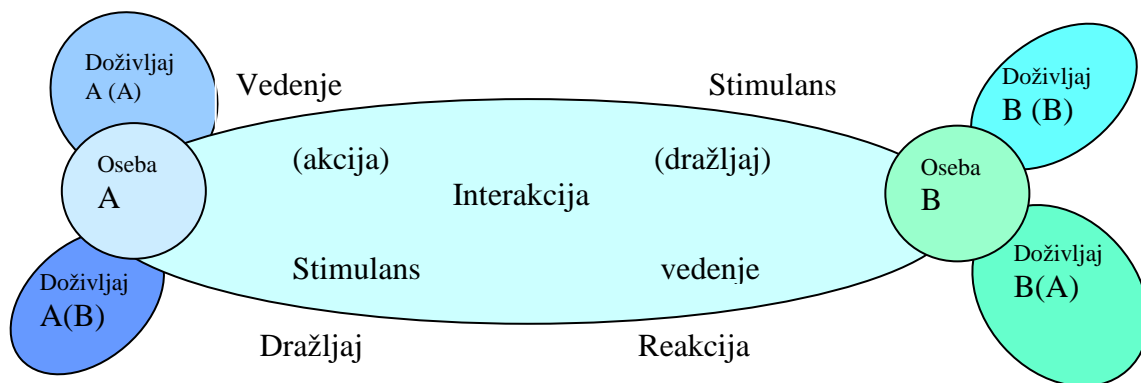 Doživljaj
A (A)
Vedenje
Stimulans
Doživljaj
B (B)
Oseba
A
(akcija)
(dražljaj)
Interakcija
Oseba
B
Stimulans
vedenje
Doživljaj
A(B)
Doživljaj
B(A)
Dražljaj
Reakcija